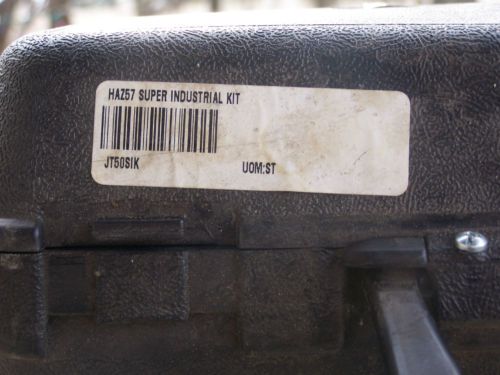 HAZ57 SUPER INDUSTRIAL KIT
JT50SIK
UOM:ST